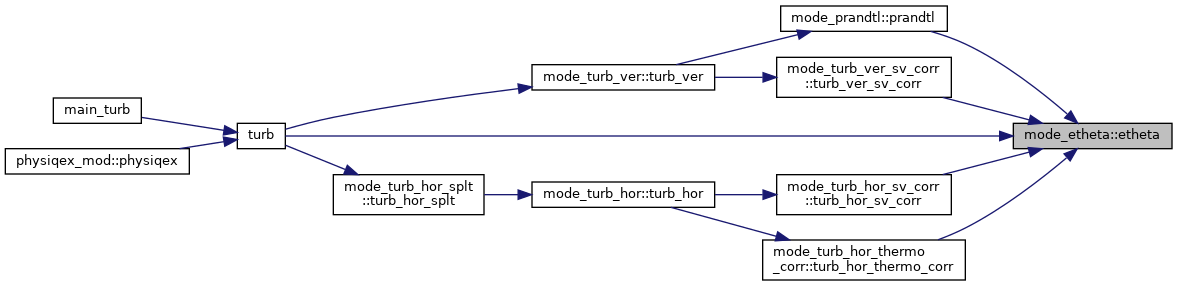 mode_prandtl::prandtl
mode_turb_ver::turb_ver
mode_turb_ver_sv_corr
::turb_ver_sv_corr
main_turb
turb
mode_etheta::etheta
physiqex_mod::physiqex
mode_turb_hor_splt
::turb_hor_splt
mode_turb_hor::turb_hor
mode_turb_hor_sv_corr
::turb_hor_sv_corr
mode_turb_hor_thermo
_corr::turb_hor_thermo_corr